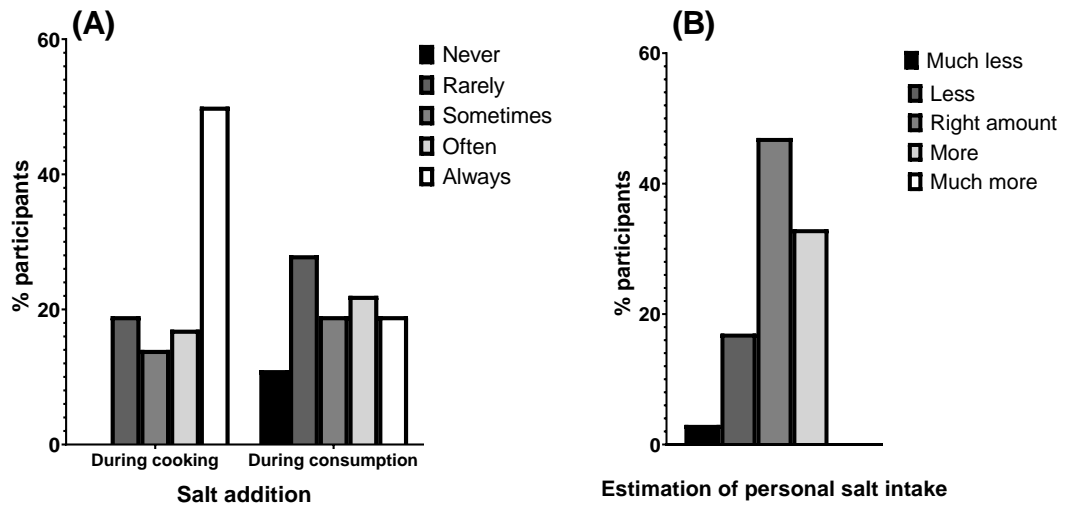 (A)
60
40
20
0
% participants
Never
Rarely
Sometimes
Often
Always
During cooking
During consumption
Salt addition
(B)
60
40
20
0
% participants
Much less
Less
Right amount
More
Much more
Estimation of personal salt intake